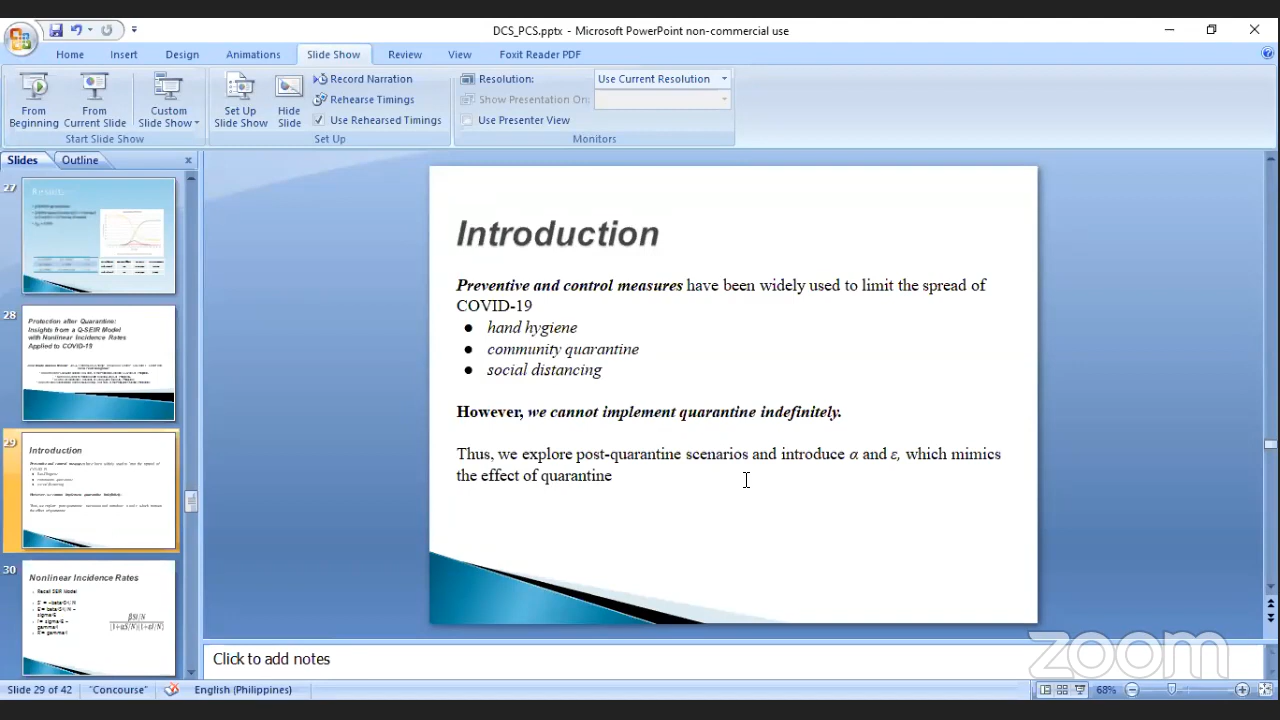 DCS_PCS.pptx - Microsoft PowerPoint non-commercial use
Home Insert Design Animations Slide Show Review View Foxit Reader PDF
From Beginning
From Current Slide
Custom Slide Show
Start Slide Show
Set Up Slide Show
Hide Slide
Record Narration
Rehearse Timings
Use Rehearsed Timings
Set Up
Resolution: Use Current Resolution
Show Presentation On:
Use Presenter View
Monitors
Slides Outline
27
28
Protection after Quarantine:
Insights from a Q-SEIR Model
with Nonlinear Incidence Rates
Applied to COVID-19
29
Introduction
30
Nonlinear Incidence Rates
Recall SEIR Model
Introduction
Preventive and control measures have been widely used to limit the spread of
COVID-19
● hand hygiene
● community quarantine
● social distancing
However, we cannot implement quarantine indefinitely.
Thus, we explore post-quarantine scenarios and introduce α and ε, which mimics
the effect of quarantine
Click to add notes
zoom
Slide 29 of 42 "Concourse" English (Philippines) 68%